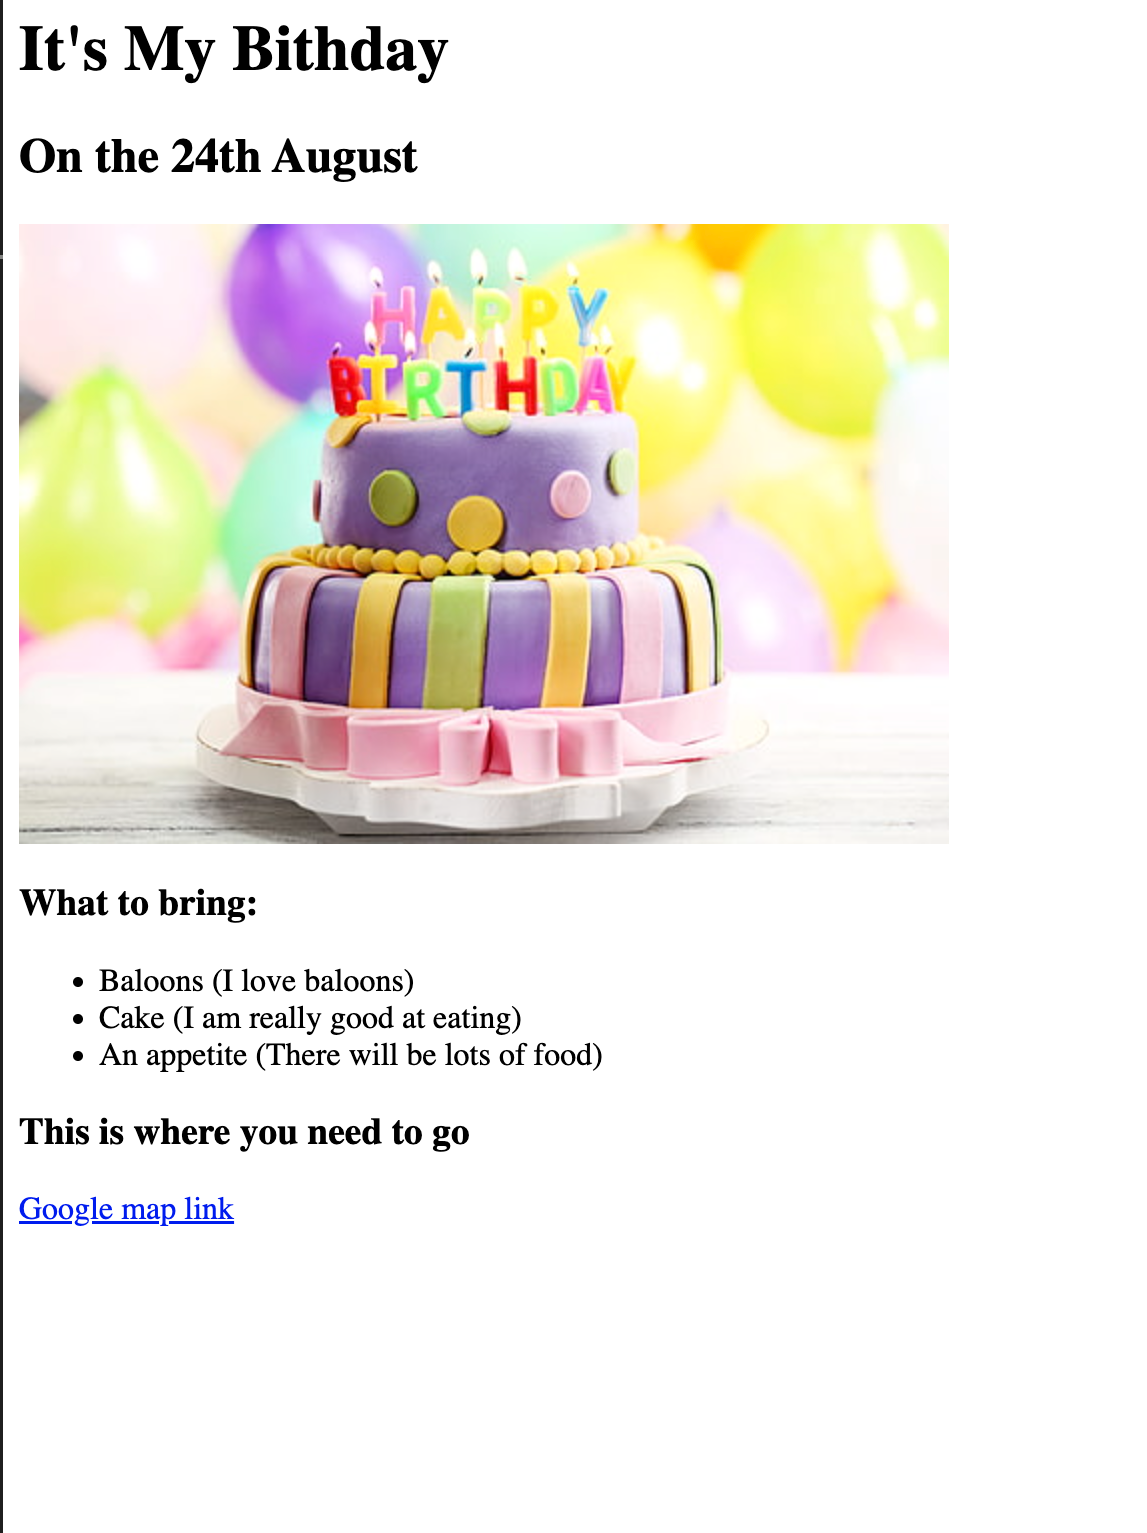 It's My Bithday
On the 24th August
HAPPY
BIRTHDAY
What to bring:
Baloons (I love baloons)
Cake (I am really good at eating)
An appetite (There will be lots of food)
This is where you need to go
Google map link